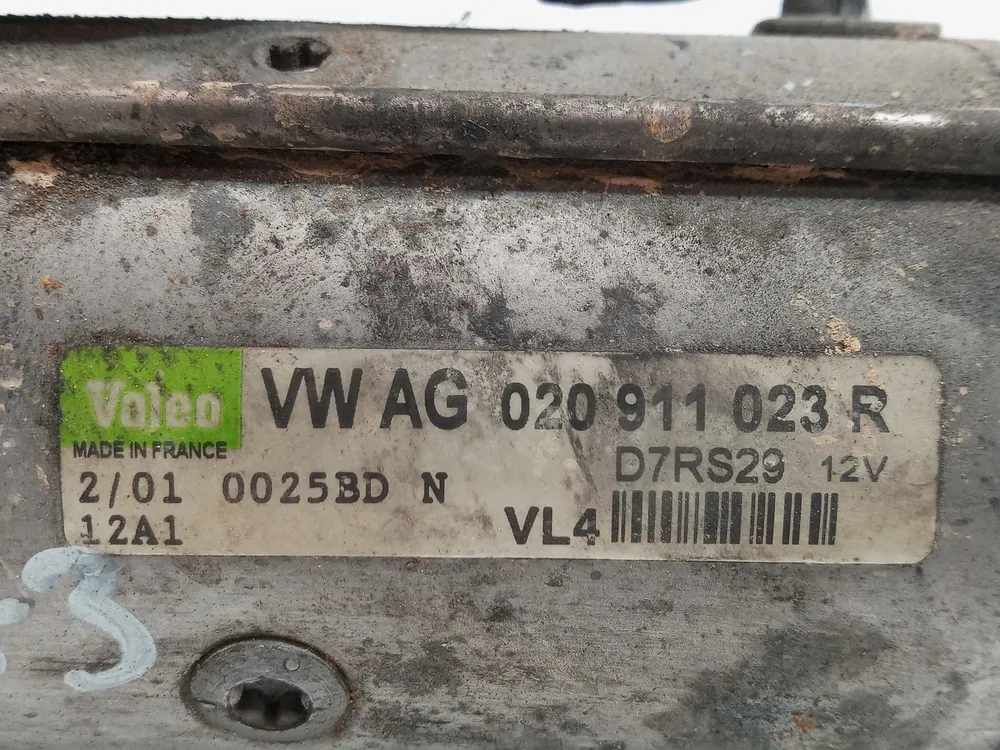 Valeo
VW AG 020 911 023 R
MADE IN FRANCE
D7RS29 12V
2/01 0025BD N
12A1
VL4